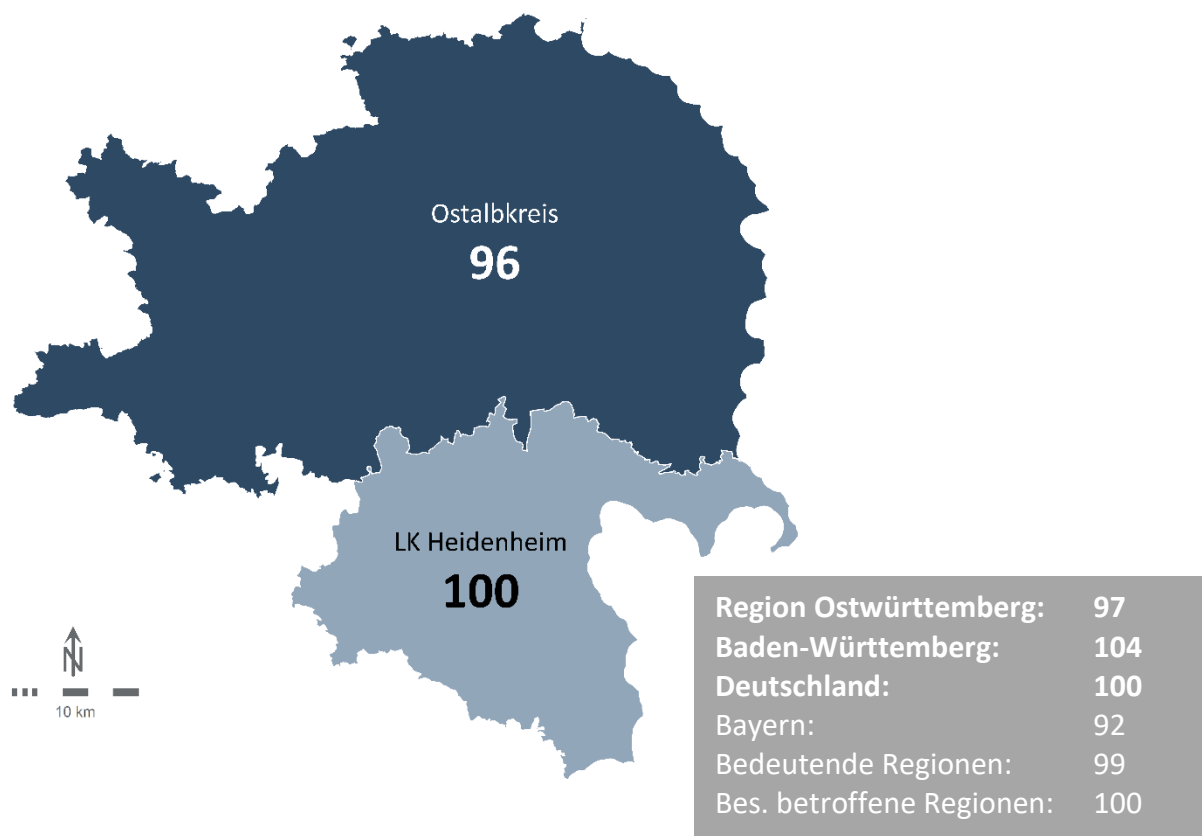 Ostalbkreis
96
LK Heidenheim
100
N
10 km
Region Ostwürttemberg: 97
Baden-Württemberg: 104
Deutschland: 100
Bayern: 92
Bedeutende Regionen: 99
Bes. betroffene Regionen: 100